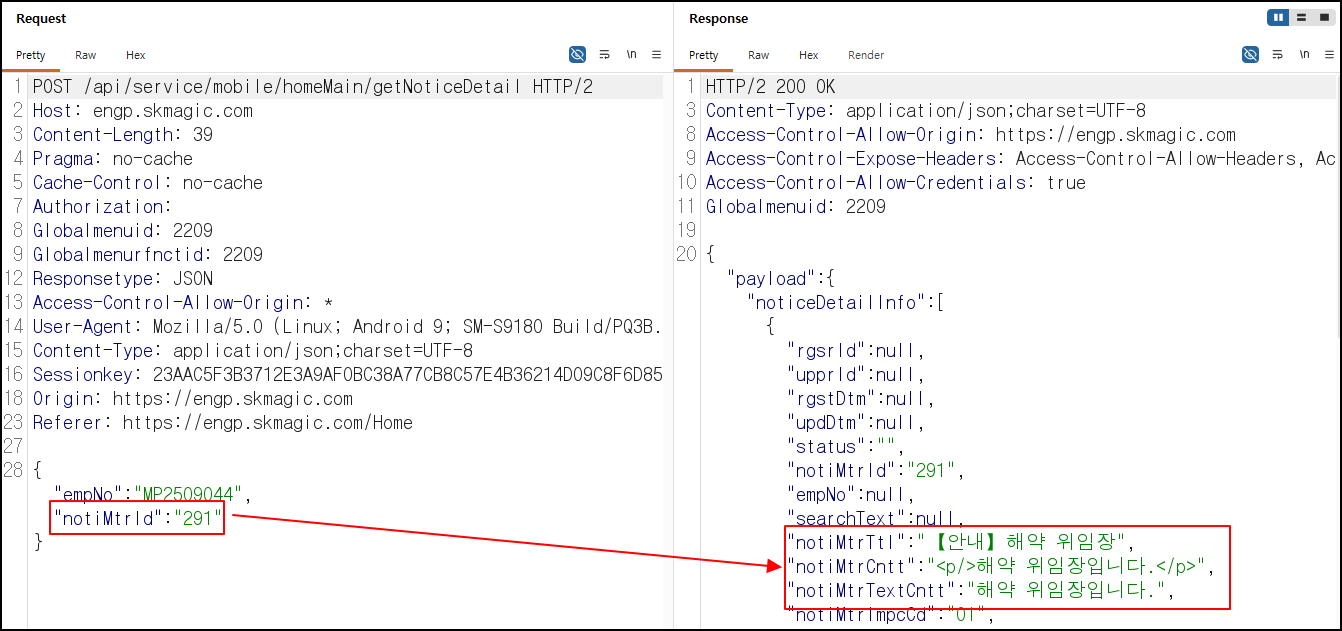 Request
Pretty Raw Hex \n
1 POST /api/service/mobile/homeMain/getNoticeDetail HTTP/2
2 Host: engp.skmagic.com
3 Content-Length: 39
4 Pragma: no-cache
5 Cache-Control: no-cache
7 Authorization:
8 Globalmenuid: 2209
9 Globalmenurfnctid: 2209
12 Responsetype: JSON
13 Access-Control-Allow-Origin: *
14 User-Agent: Mozilla/5.0 (Linux; Android 9; SM-S9180 Build/PQ3B.
15 Content-Type: application/json;charset=UTF-8
16 Sessionkey: 23AAC5F3B3712E3A9AF0BC38A77CB8C57E4B36214D09C8F6D85
18 Origin: https://engp.skmagic.com
23 Referer: https://engp.skmagic.com/Home
27
28 {
"empNo":"MP2509044",
"notiMtrId":"291"
}
Response
Pretty Raw Hex Render \n
1 HTTP/2 200 OK
3 Content-Type: application/json;charset=UTF-8
8 Access-Control-Allow-Origin: https://engp.skmagic.com
9 Access-Control-Expose-Headers: Access-Control-Allow-Headers, Ac
10 Access-Control-Allow-Credentials: true
11 Globalmenuid: 2209
19
20 {
"payload":{
"noticeDetailInfo":[
{
"rgsrId":null,
"upprId":null,
"rgstDtm":null,
"updDtm":null,
"status":"",
"notiMtrId":"291",
"empNo":null,
"searchText":null,
"notiMtrTtl":"【안내】해약 위임장",
"notiMtrCntt":"<p/>해약 위임장입니다.</p>",
"notiMtrTextCntt":"해약 위임장입니다.",
"notiMtrImpcCd":"01",